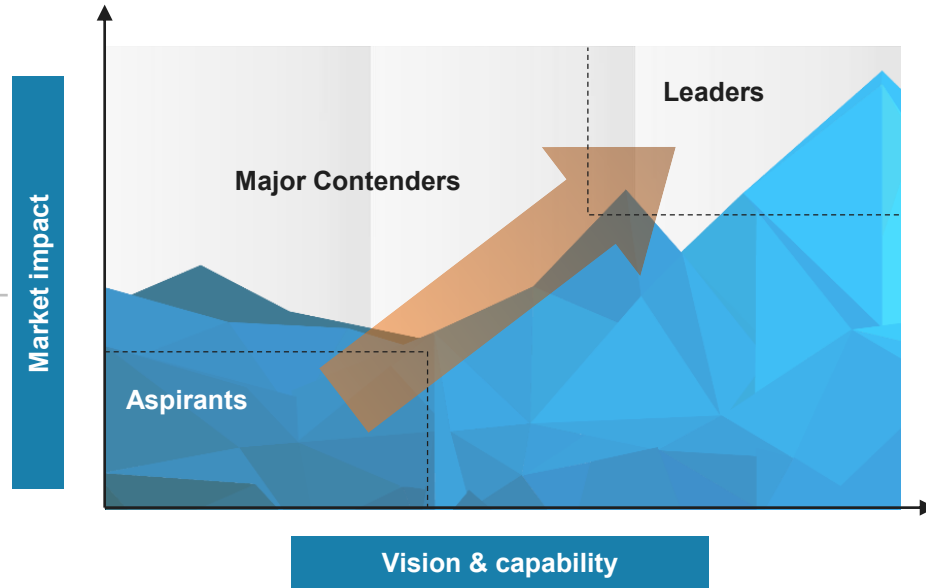 Leaders
Major Contenders
Market impact
Aspirants
Vision & capability